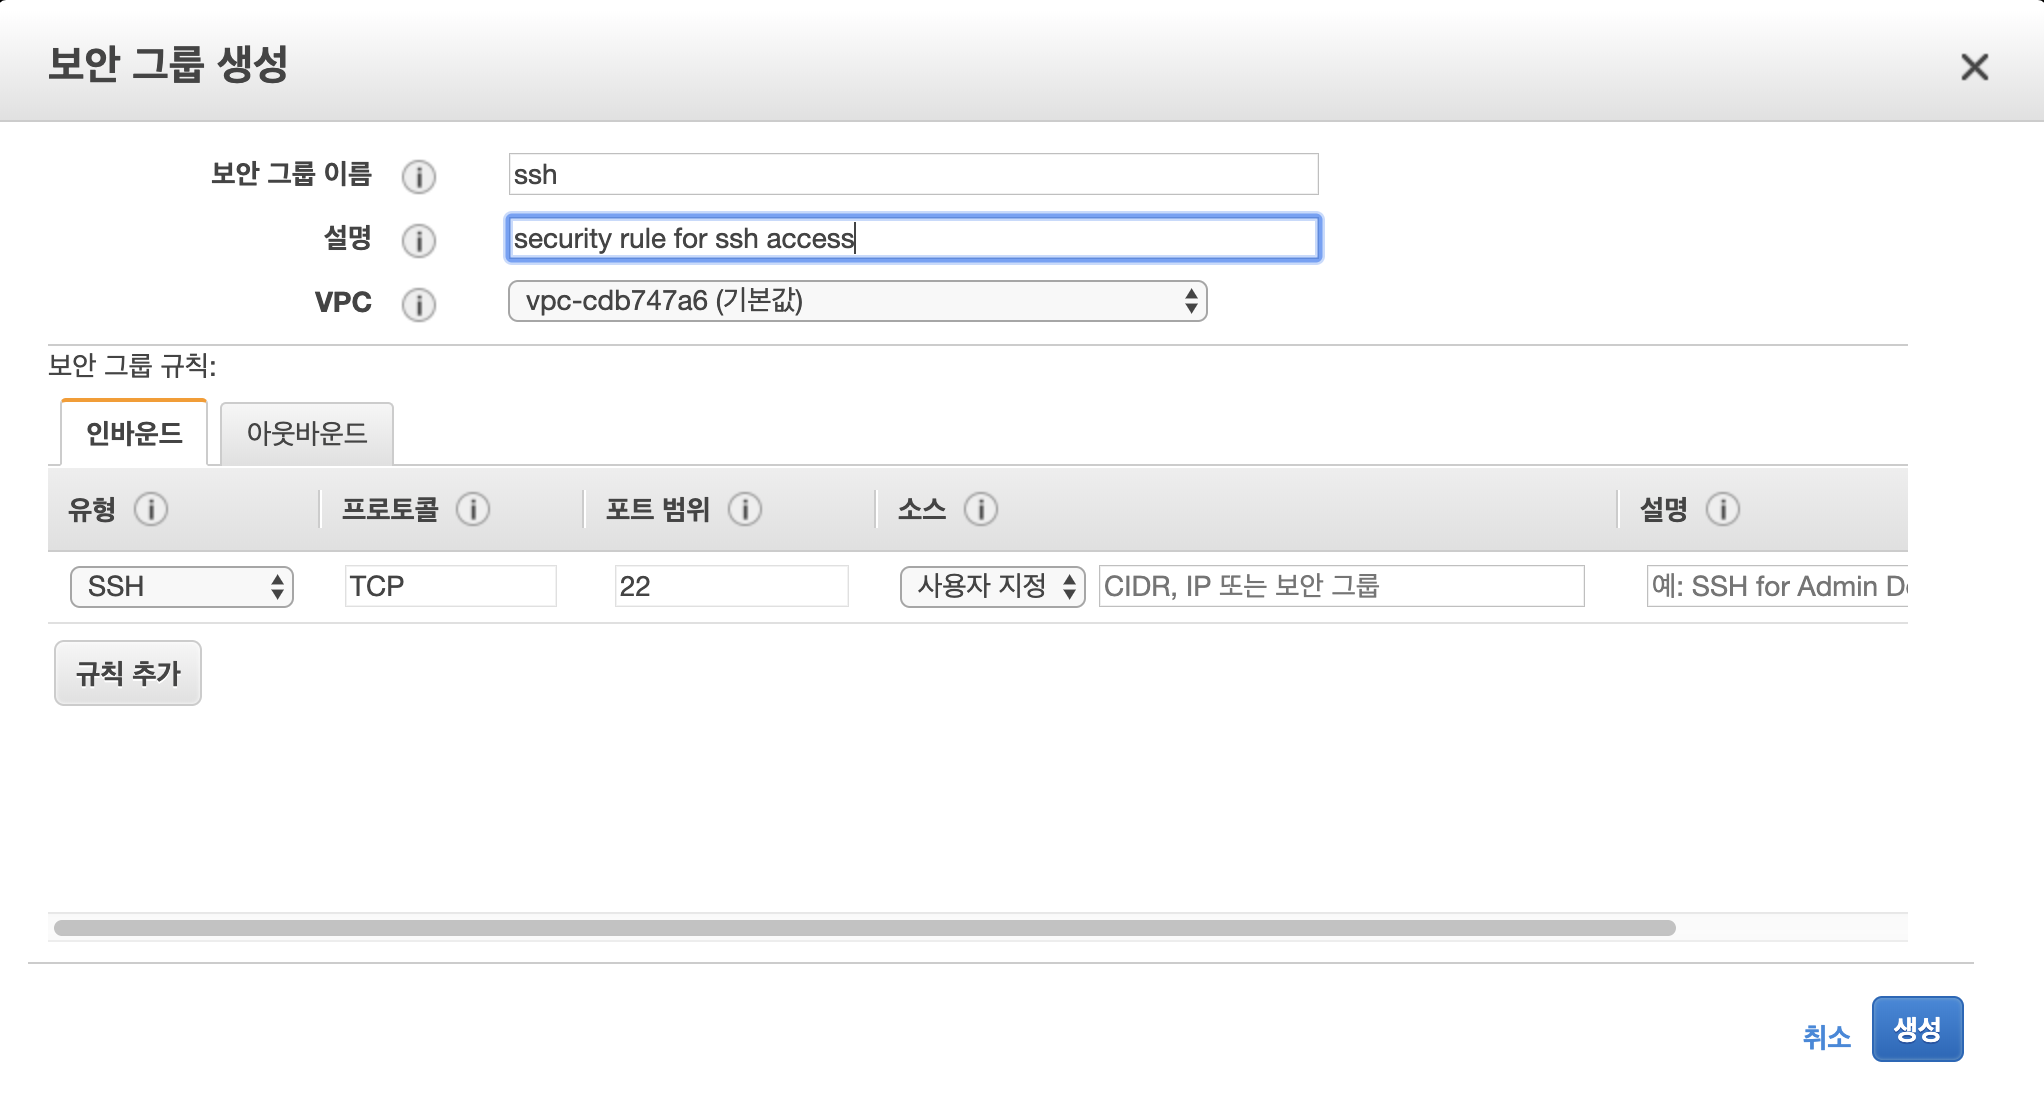 보안 그룹 생성
보안 그룹 이름 ssh
설명 security rule for ssh access
VPC vpc-cdb747a6 (기본값)
보안 그룹 규칙:
인바운드 아웃바운드
유형 프로토콜 포트 범위 소스 설명
SSH TCP 22 사용자 지정 CIDR, IP 또는 보안 그룹 예: SSH for Admin De
규칙 추가
취소 생성